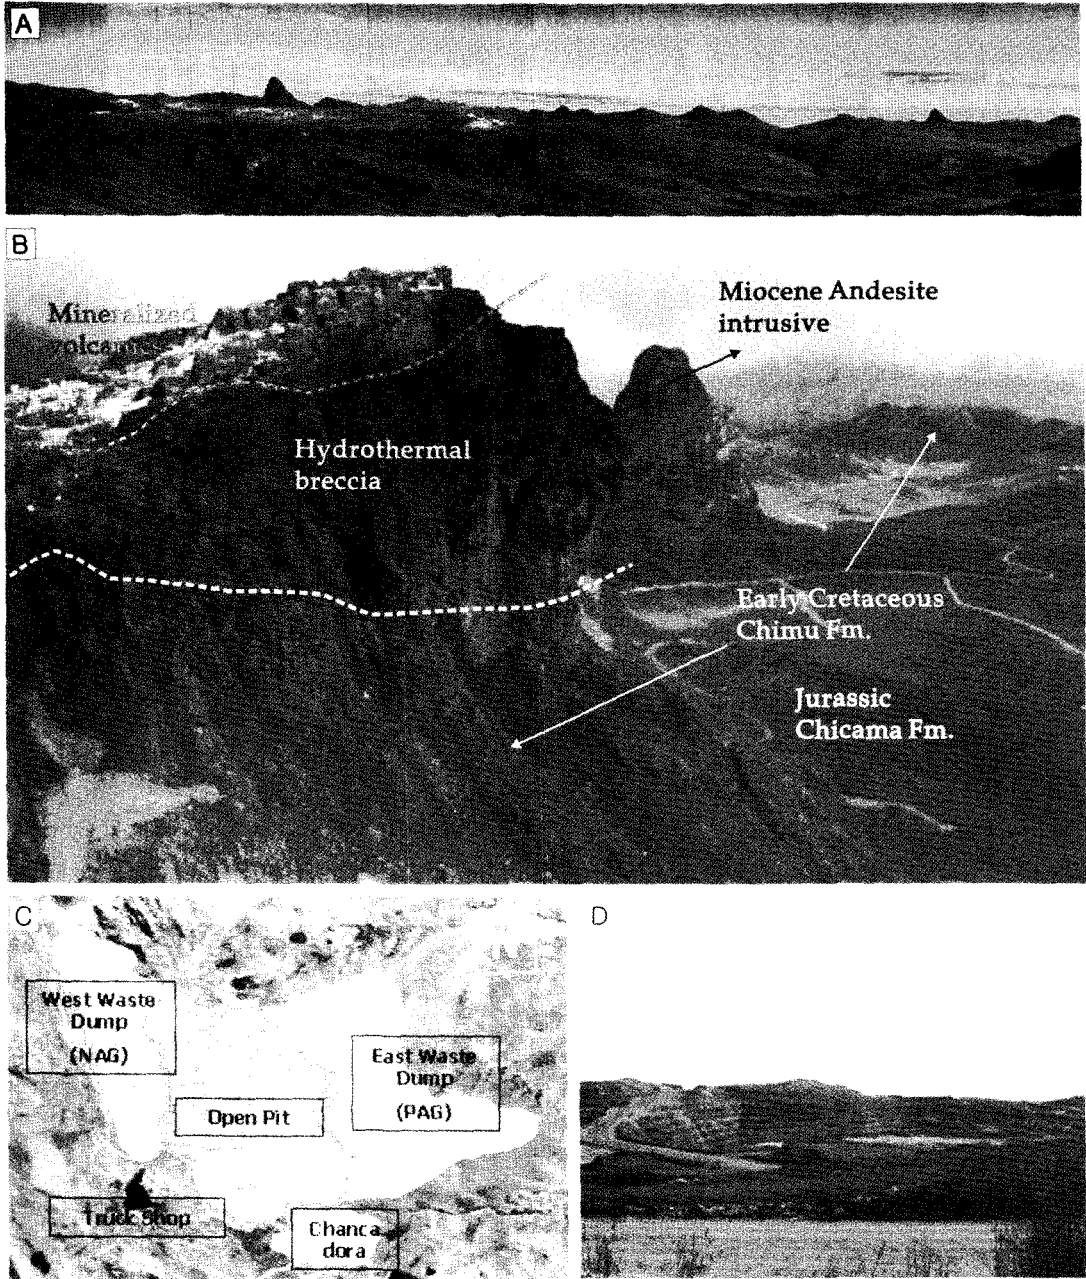 A
B
Mineralized
Miocene Andesite
intrusive
Hydrothermal
breccia
Early Cretaceous
Chimu Fm.
Jurassic
Chicama Fm.
C
West Waste
Dump
(NAG)
East Waste
Dump
(PAG)
Open Pit
Truck Shop
Chanca
dora
D